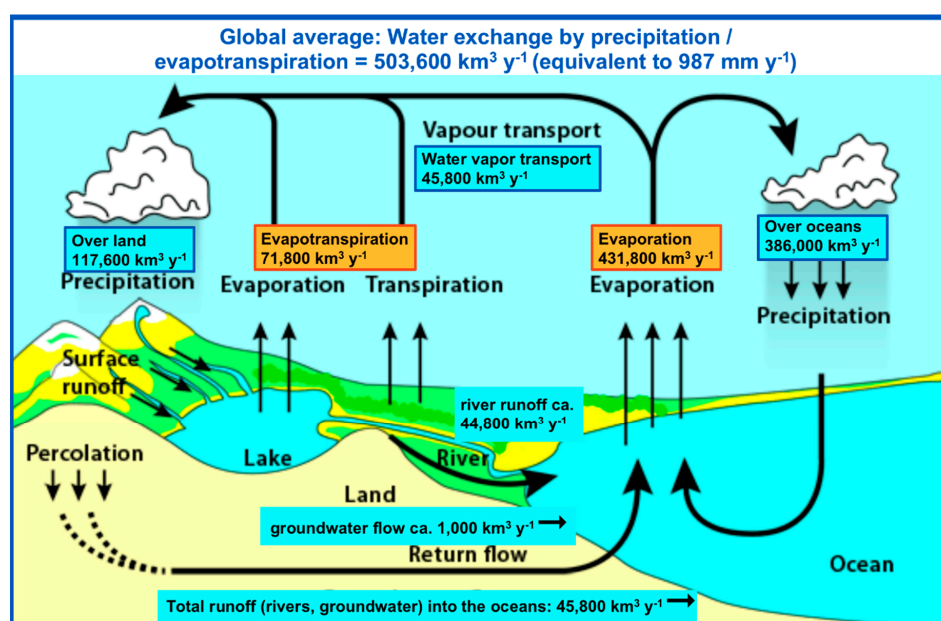 Global average: Water exchange by precipitation /
evapotranspiration = 503,600 km³ y⁻¹ (equivalent to 987 mm y⁻¹)
Vapour transport
Water vapor transport
45,800 km³ y⁻¹
Over land
117,600 km³ y⁻¹
Precipitation
Evapotranspiration
71,800 km³ y⁻¹
Evaporation
Transpiration
Evaporation
431,800 km³ y⁻¹
Evaporation
Over oceans
386,000 km³ y⁻¹
Precipitation
Surface
runoff
river runoff ca.
44,800 km³ y⁻¹
Percolation
Lake
River
Land
groundwater flow ca. 1,000 km³ y⁻¹
Return flow
Ocean
Total runoff (rivers, groundwater) into the oceans: 45,800 km³ y⁻¹